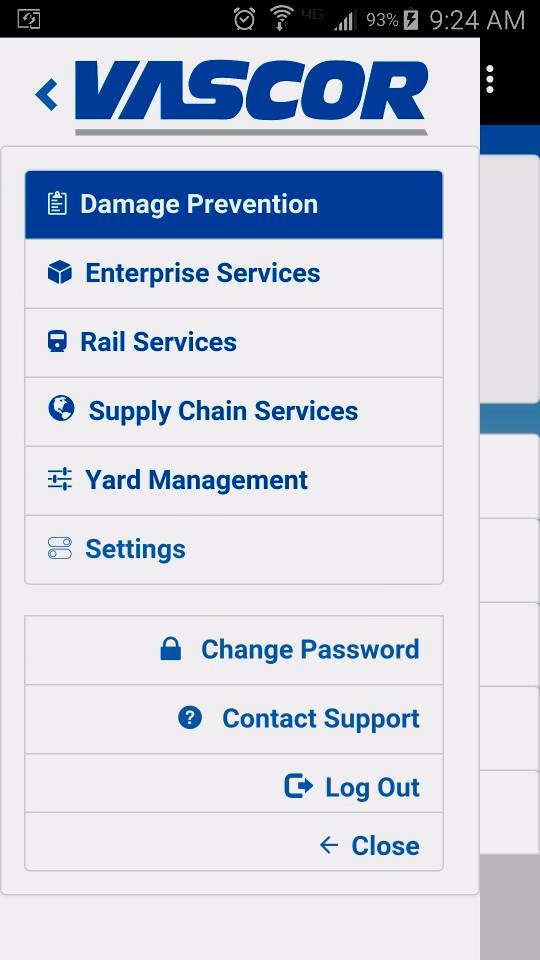 4G 93% 9:24 AM
VASCOR
Damage Prevention
Enterprise Services
Rail Services
Supply Chain Services
Yard Management
Settings
Change Password
? Contact Support
Log Out
Close